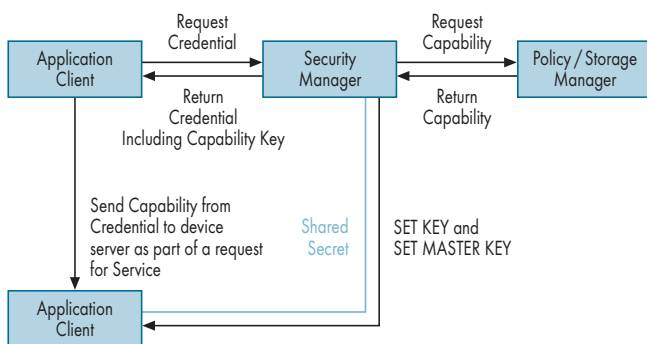 Request
Credential
Request
Capability
Application
Client
Security
Manager
Policy / Storage
Manager
Return
Credential
Including Capability Key
Return
Capability
Send Capability from
Credential to device
server as part of a request
for Service
Shared
Secret
SET KEY and
SET MASTER KEY
Application
Client